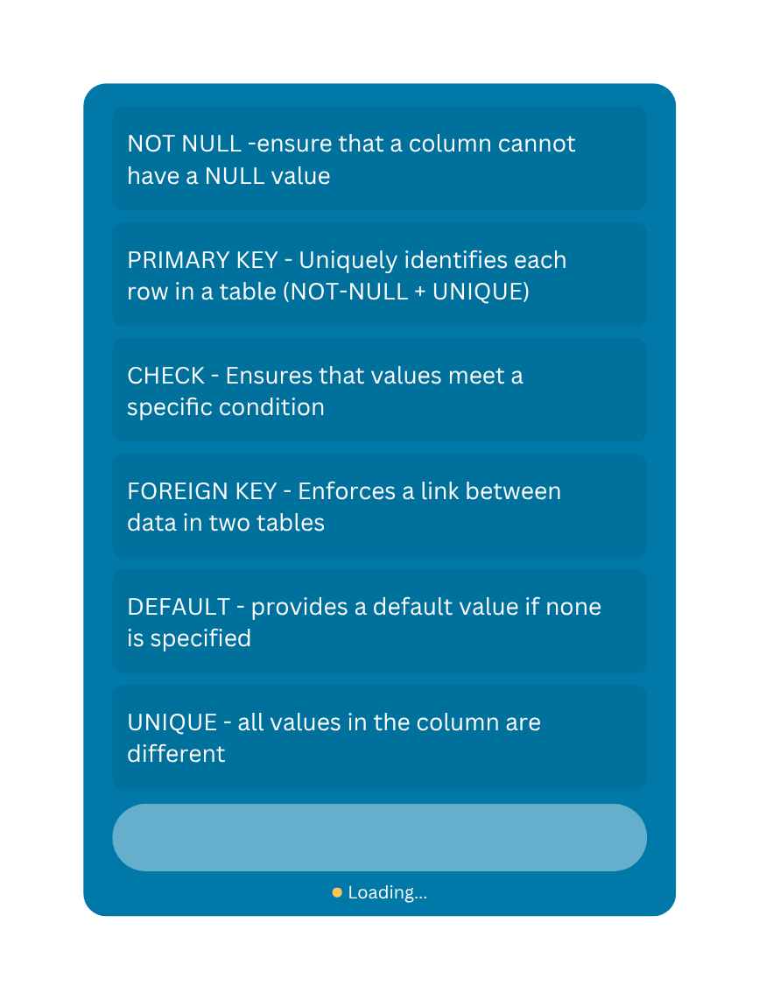 NOT NULL -ensure that a column cannot
have a NULL value
PRIMARY KEY - Uniquely identifies each
row in a table (NOT-NULL + UNIQUE)
CHECK - Ensures that values meet a
specific condition
FOREIGN KEY - Enforces a link between
data in two tables
DEFAULT - provides a default value if none
is specified
UNIQUE - all values in the column are
different
Loading...